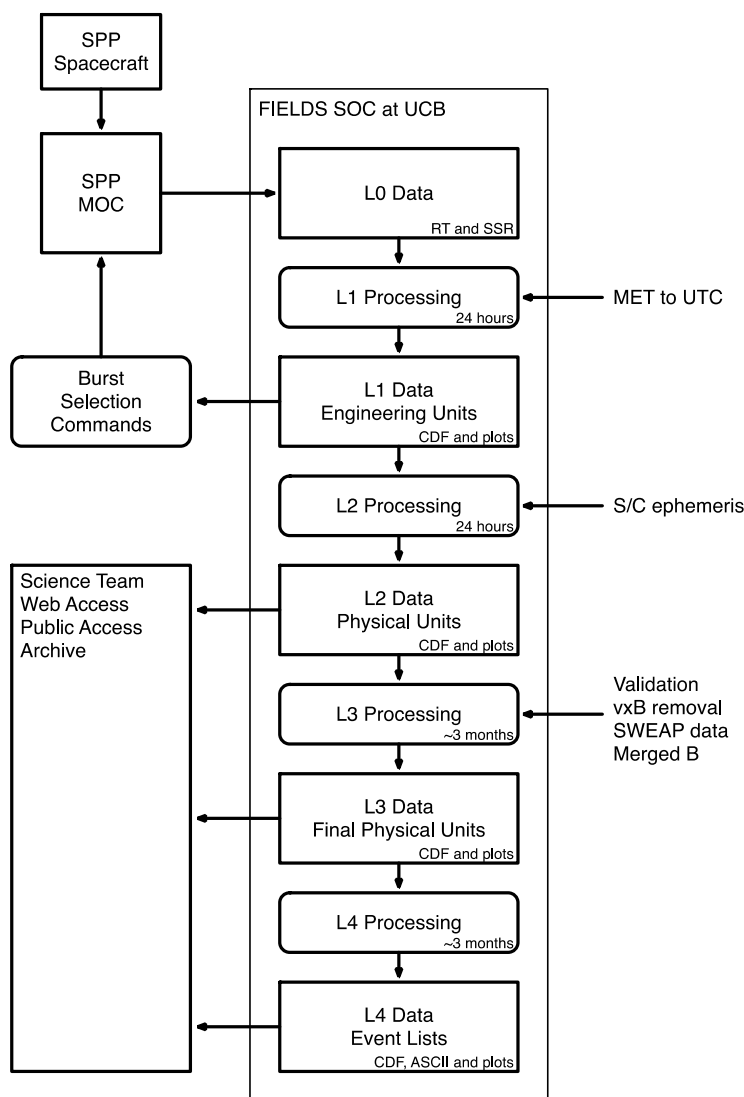 SPP
Spacecraft
FIELDS SOC at UCB
SPP
MOC
L0 Data
RT and SSR
L1 Processing
24 hours
MET to UTC
Burst
Selection
Commands
L1 Data
Engineering Units
CDF and plots
L2 Processing
24 hours
S/C ephemeris
Science Team
Web Access
Public Access
Archive
L2 Data
Physical Units
CDF and plots
L3 Processing
~3 months
Validation
vxB removal
SWEAP data
Merged B
L3 Data
Final Physical Units
CDF and plots
L4 Processing
~3 months
L4 Data
Event Lists
CDF, ASCII and plots